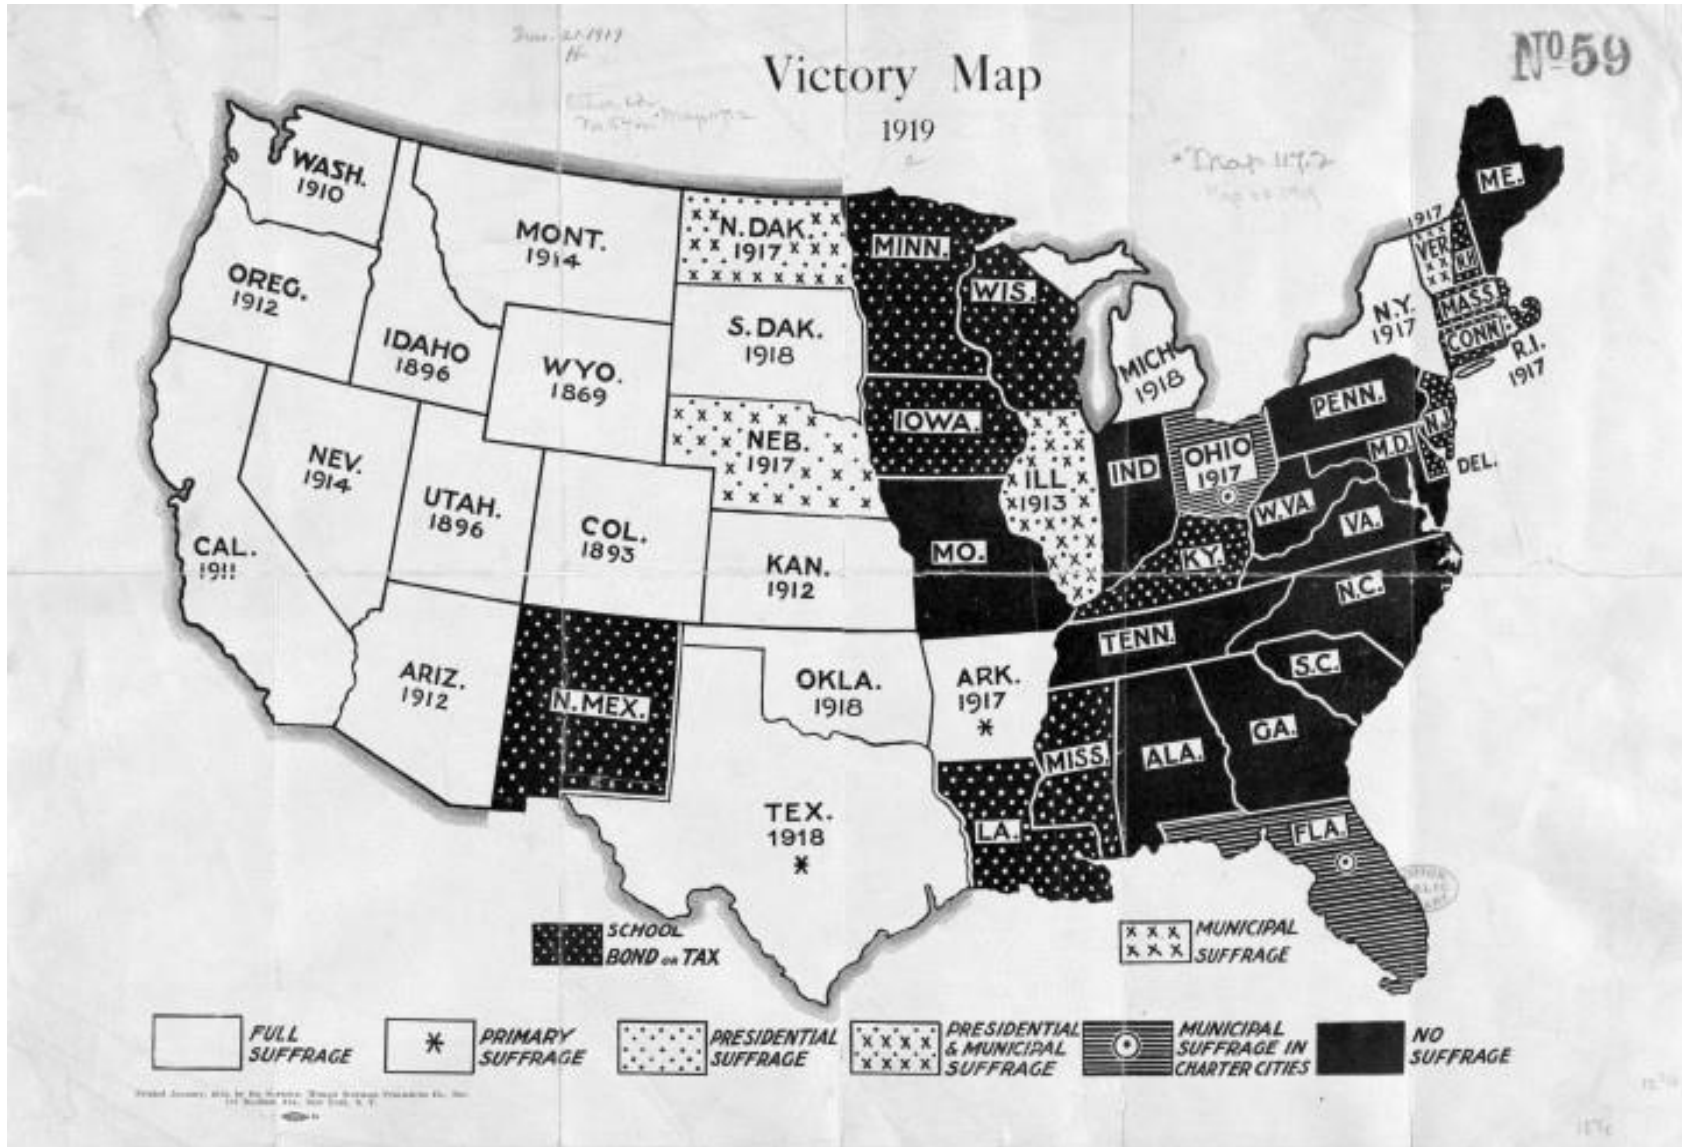 Nº 59
Victory Map
1919
WASH.
1910
MONT.
1914
N.DAK.
1917
MINN.
ME.
1917
VER.
N.H.
OREG.
1912
IDAHO
1896
WYO.
1869
S.DAK.
1918
WIS.
MICH
1918
N.Y.
1917
MASS.
CONN.
R.I.
1917
NEV.
1914
UTAH.
1896
COL.
1893
NEB.
1917
IOWA.
ILL
1913
IND
OHIO
1917
PENN.
N.J.
M.D.
DEL.
W.VA.
VA.
CAL.
1911
KAN.
1912
MO.
KY.
N.C.
TENN.
ARIZ.
1912
N.MEX.
OKLA.
1918
ARK.
1917
*
S.C.
MISS.
ALA.
GA.
TEX.
1918
*
LA.
FLA.
SCHOOL
BOND OR TAX
MUNICIPAL
SUFFRAGE
FULL
SUFFRAGE
* PRIMARY
SUFFRAGE
PRESIDENTIAL
SUFFRAGE
PRESIDENTIAL
& MUNICIPAL
SUFFRAGE
MUNICIPAL
SUFFRAGE IN
CHARTER CITIES
NO
SUFFRAGE